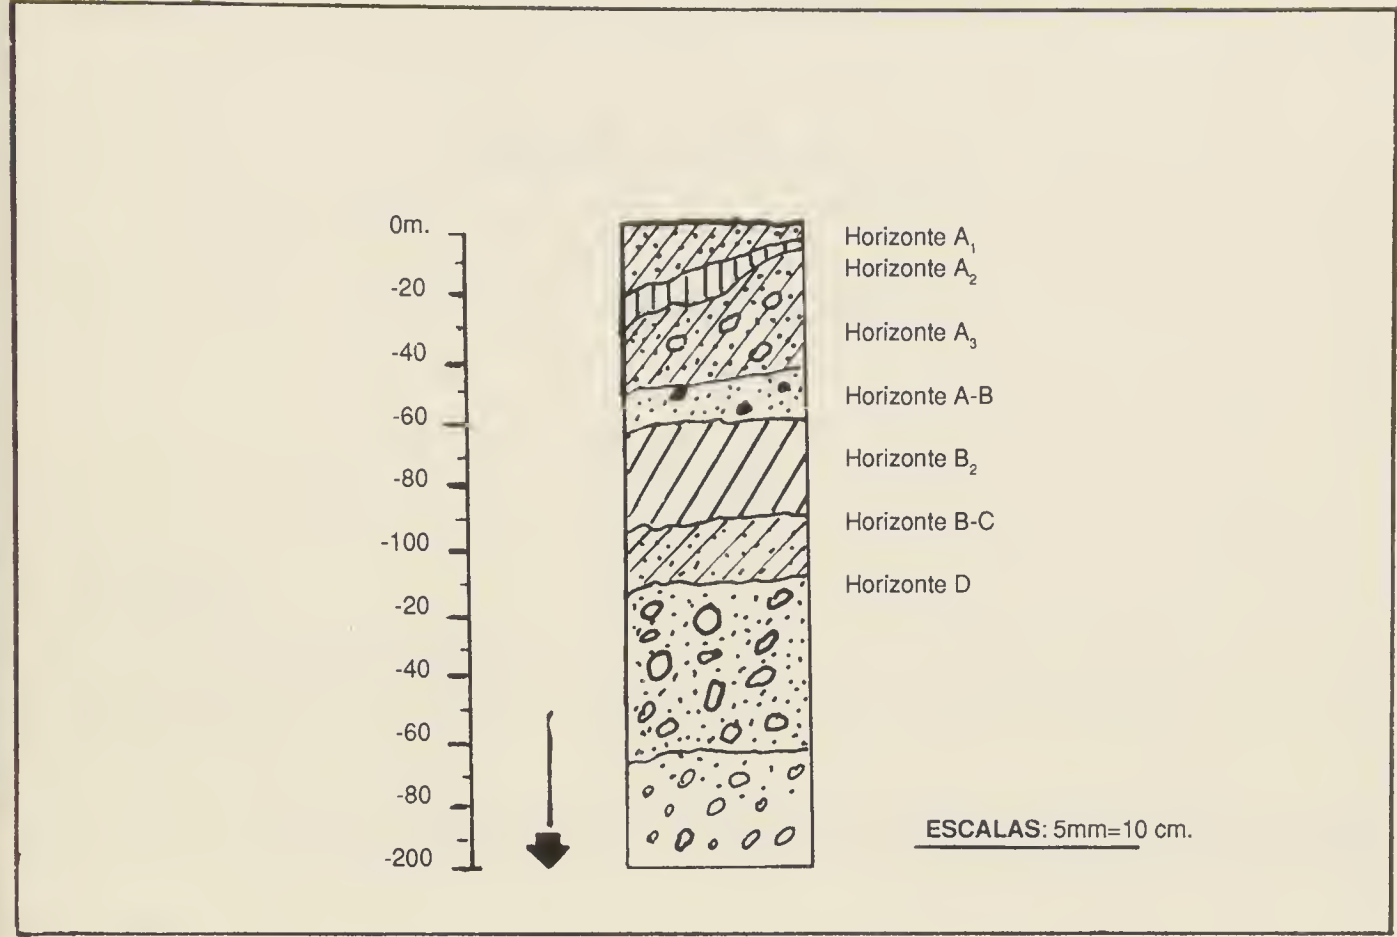 0m.
-20
-40
-60
-80
-100
-20
-40
-60
-80
-200
Horizonte A₁
Horizonte A₂
Horizonte A₃
Horizonte A-B
Horizonte B₂
Horizonte B-C
Horizonte D
ESCALAS: 5mm=10 cm.